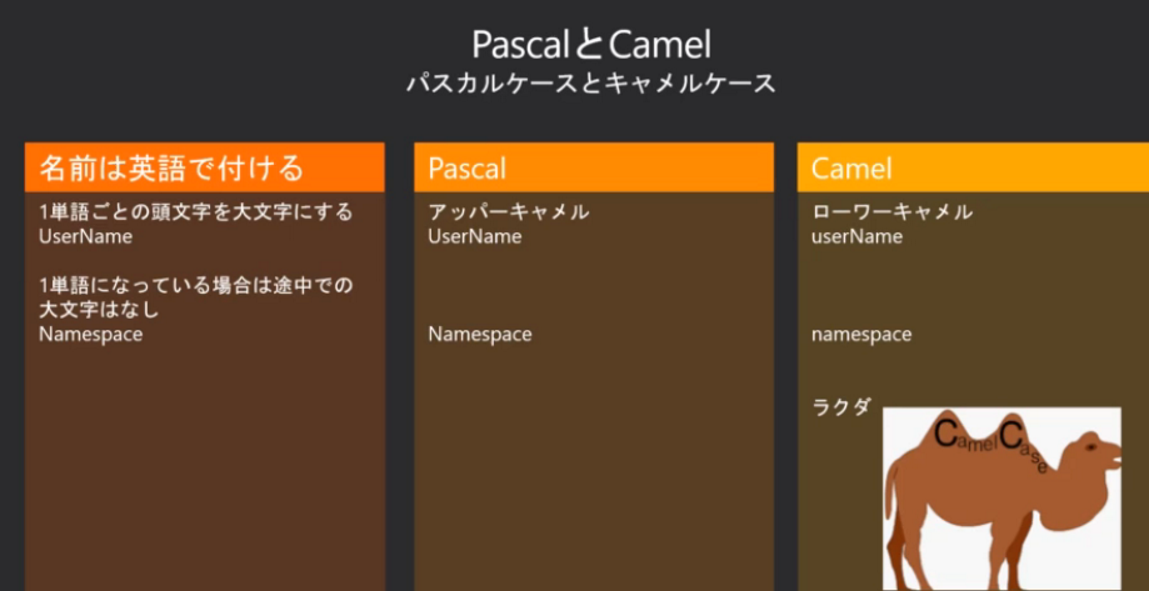 PascalとCamel
パスカルケースとキャメルケース
名前は英語で付ける
1単語ごとの頭文字を大文字にする
UserName
1単語になっている場合は途中での
大文字はなし
Namespace
Pascal
アッパーキャメル
UserName
Namespace
Camel
ローワーキャメル
userName
namespace
ラクダ
CamelCase